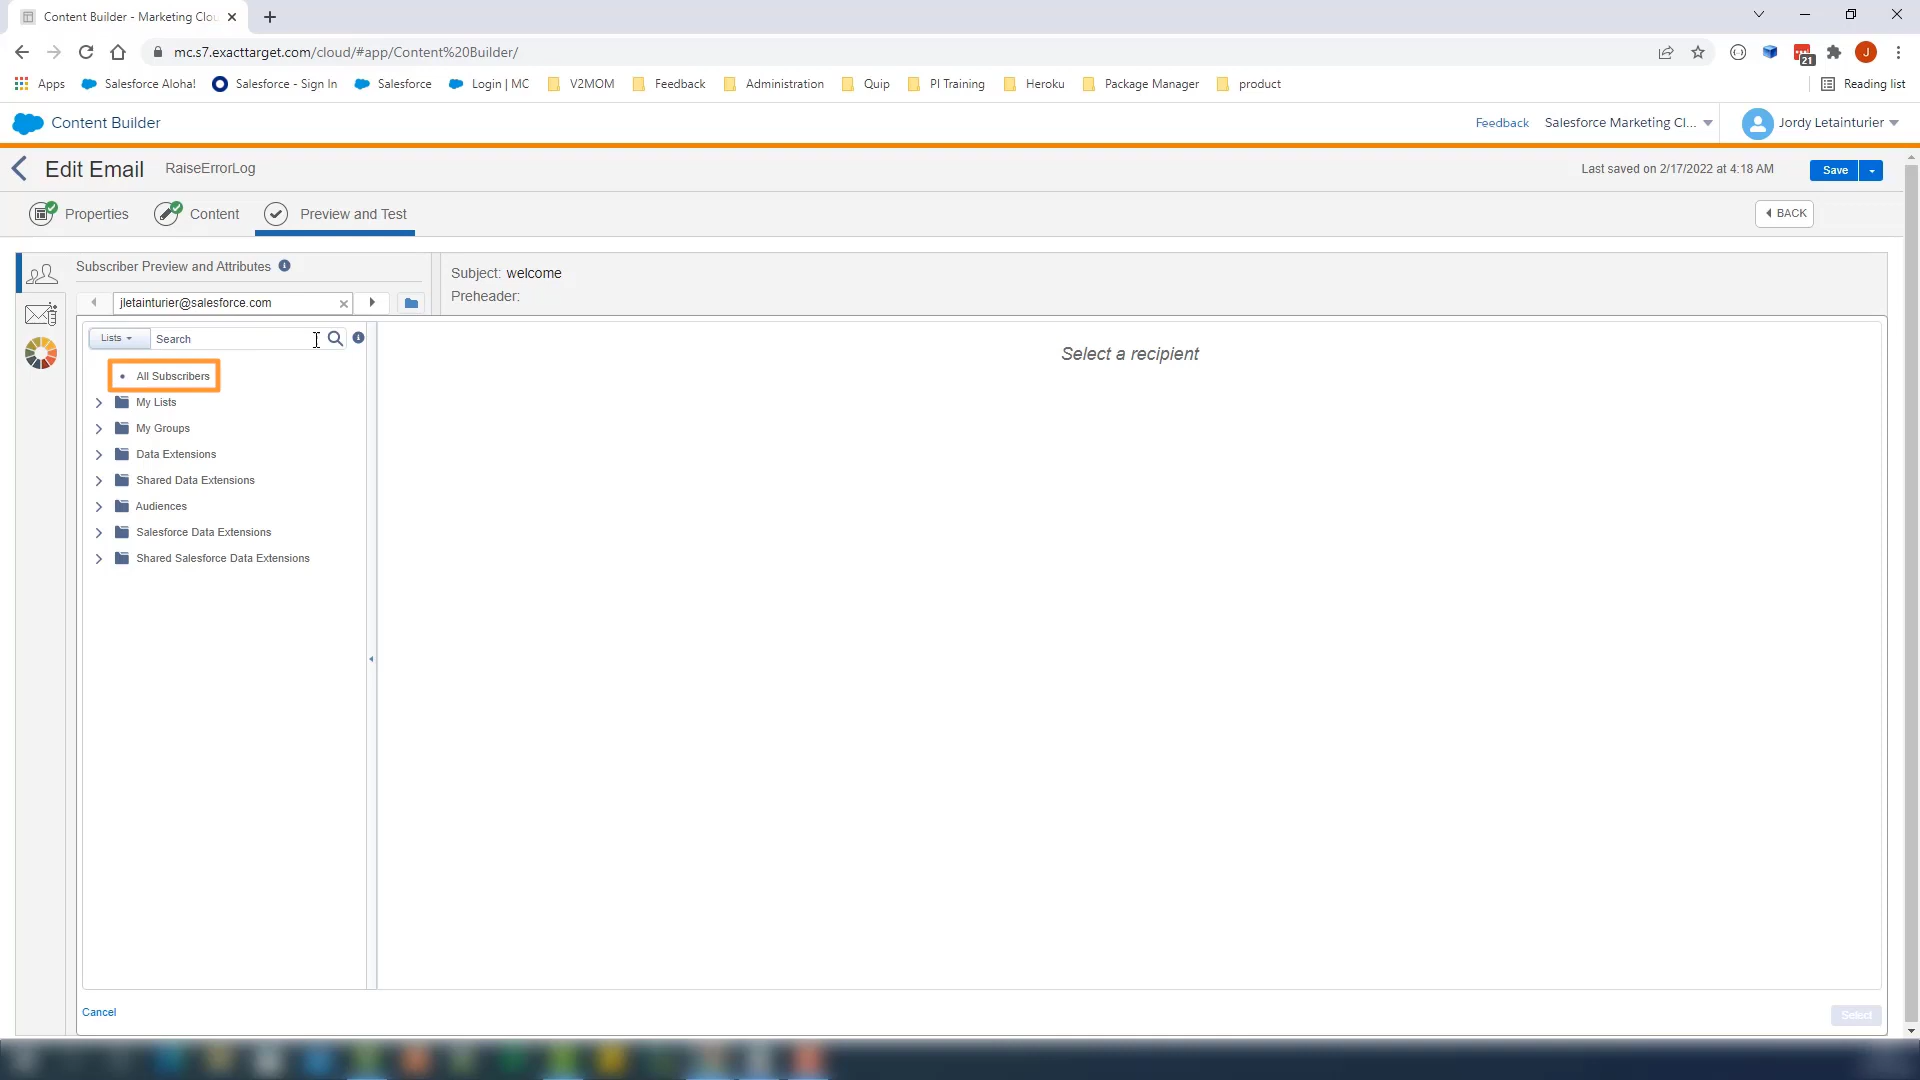 Content Builder - Marketing Clou
mc.s7.exacttarget.com/cloud/#app/Content%20Builder/
21
J
Apps
Salesforce Aloha!
Salesforce - Sign In
Salesforce
Login | MC
V2MOM
Feedback
Administration
Quip
PI Training
Heroku
Package Manager
product
Reading list
Content Builder
Feedback
Salesforce Marketing Cl...
Jordy Letainturier
Edit Email
RaiseErrorLog
Last saved on 2/17/2022 at 4:18 AM
Save
Properties
Content
Preview and Test
BACK
Subscriber Preview and Attributes
jletainturier@salesforce.com
Subject: welcome
Preheader:
Lists
Search
Select a recipient
All Subscribers
My Lists
My Groups
Data Extensions
Shared Data Extensions
Audiences
Salesforce Data Extensions
Shared Salesforce Data Extensions
Cancel
Select